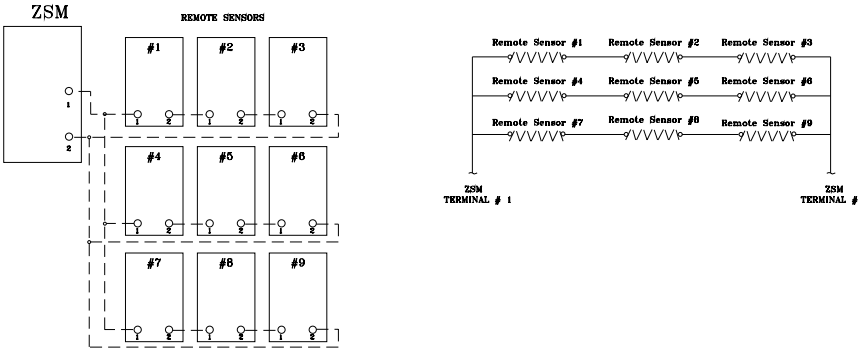 ZSM
REMOTE SENSORS
#1 #2 #3
1
1 2 1 2 1 2
2
#4 #5 #6
1 2 1 2 1 2
#7 #8 #9
1 2 1 2 1 2
Remote Sensor #1 Remote Sensor #2 Remote Sensor #3
Remote Sensor #4 Remote Sensor #5 Remote Sensor #6
Remote Sensor #7 Remote Sensor #8 Remote Sensor #9
ZSM
TERMINAL # 1
ZSM
TERMINAL #